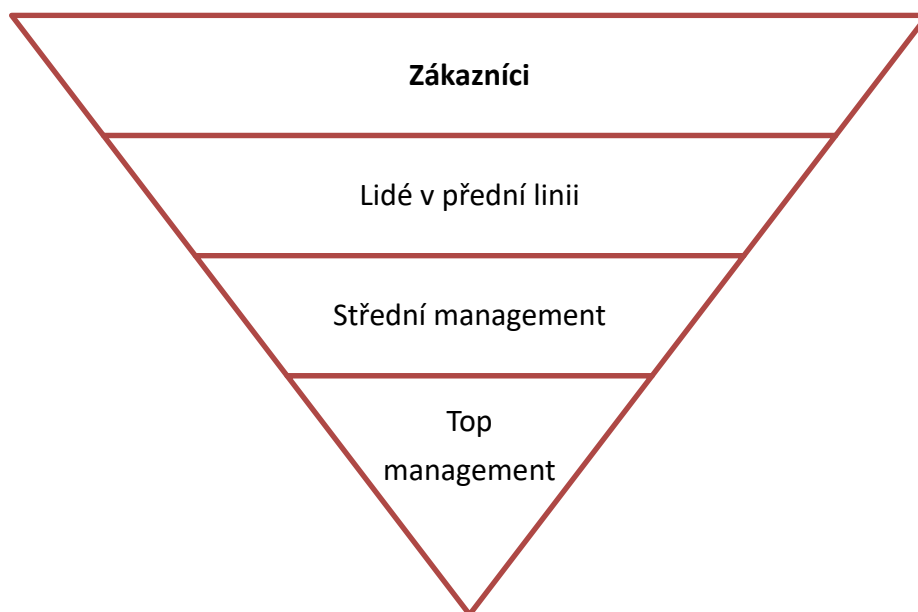 Zákazníci
Lidé v přední linii
Střední management
Top
management